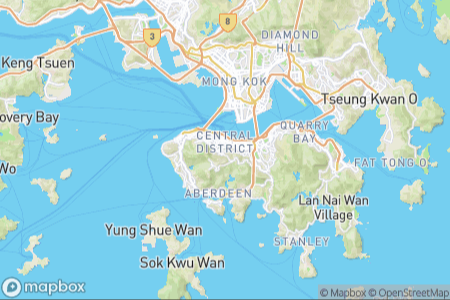 8
3
DIAMOND
HILL
Keng Tsuen
MONG KOK
Tseung Kwan O
overy Bay
QUARRY
BAY
CENTRAL
DISTRICT
FAT TONG O
Wo
ABERDEEN
Lan Nai Wan
Village
Yung Shue Wan
STANLEY
Sok Kwu Wan
mapbox
© Mapbox © OpenStreetMap